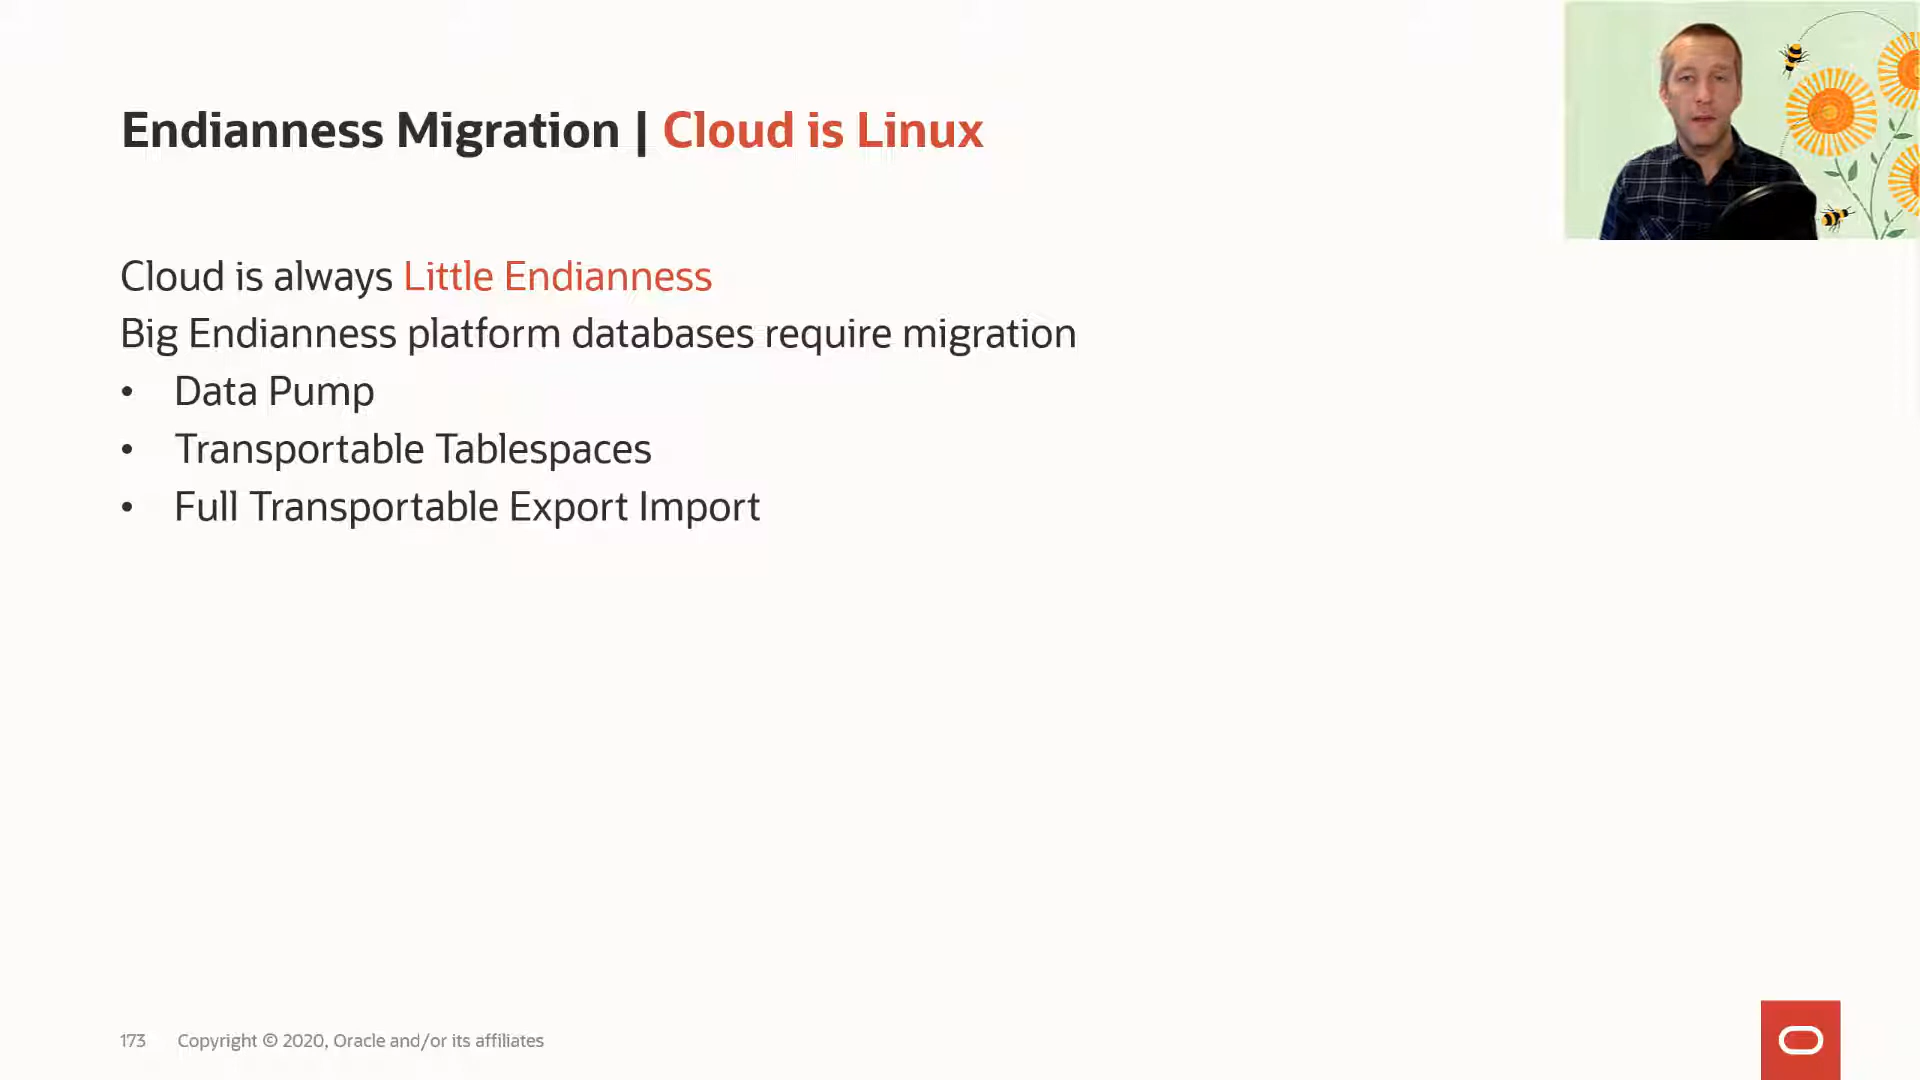 Endianness Migration | Cloud is Linux
Cloud is always Little Endianness
Big Endianness platform databases require migration
• Data Pump
• Transportable Tablespaces
• Full Transportable Export Import
173 Copyright © 2020, Oracle and/or its affiliates